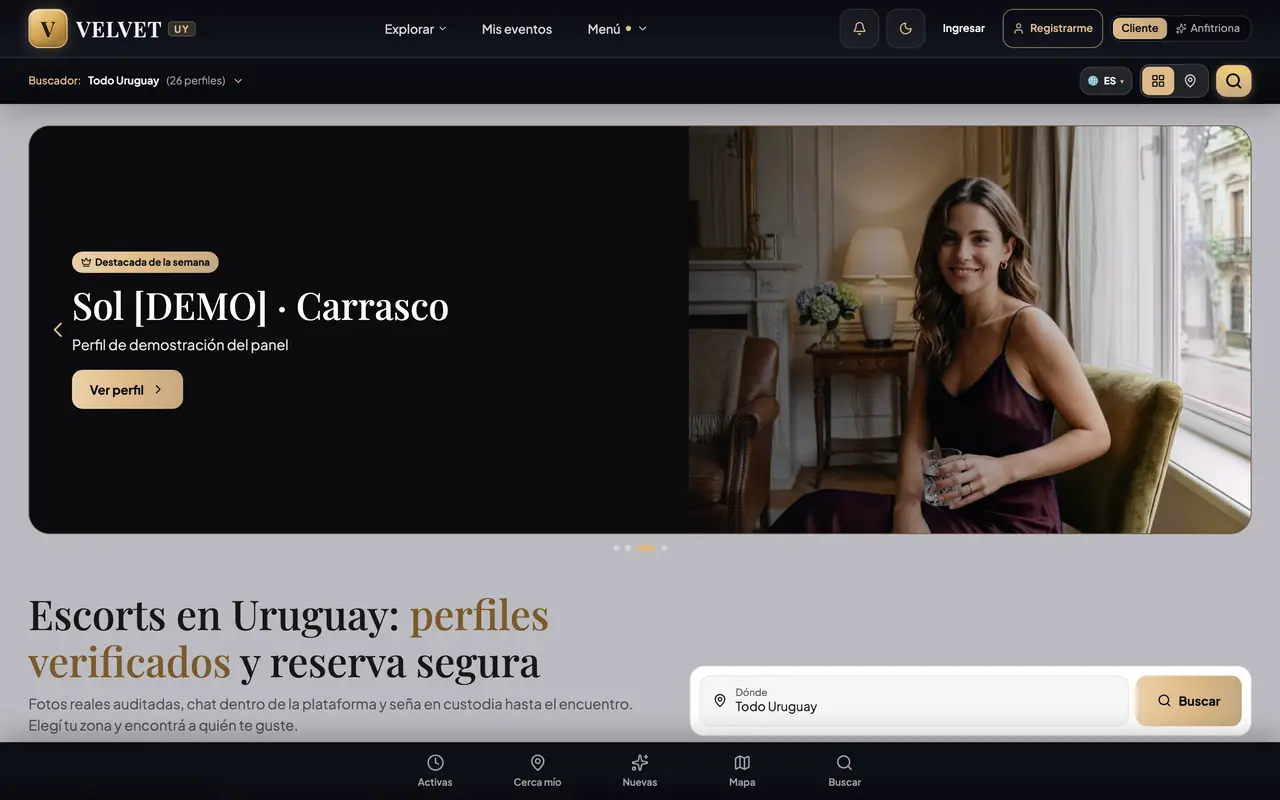 V VELVET UY
Explorar
Mis eventos
Menú
Ingresar
Registrarme
Cliente
Anfitriona
Buscador: Todo Uruguay (26 perfiles)
ES
Destacada de la semana
Sol [DEMO] · Carrasco
Perfil de demostración del panel
Ver perfil
Escorts en Uruguay: perfiles
verificados y reserva segura
Fotos reales auditadas, chat dentro de la plataforma y seña en custodia hasta el encuentro.
Elegí tu zona y encontrá a quién te guste.
Dónde
Todo Uruguay
Buscar
Activas
Cerca mío
Nuevas
Mapa
Buscar